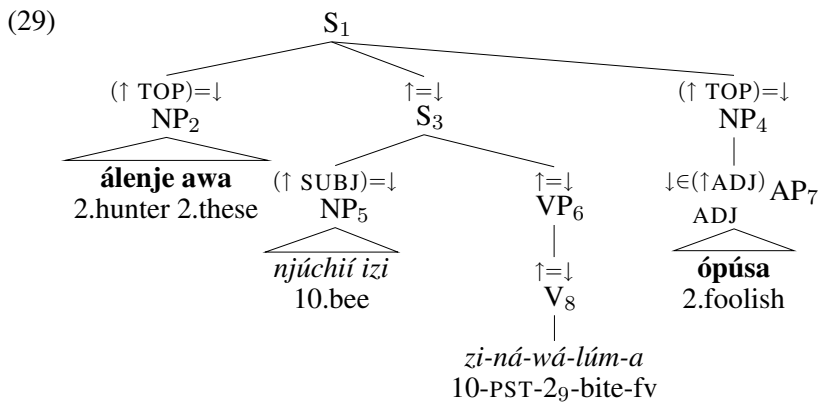 (29)
S₁
(↑ TOP)=↓ ↑=↓ (↑ TOP)=↓
NP₂ S₃ NP₄
álenje awa (↑ SUBJ)=↓ ↑=↓ ↓∈(↑ADJ) AP₇
2.hunter 2.these NP₅ VP₆ ADJ
njúchií izi ↑=↓ ópúsa
10.bee V₈ 2.foolish
zi-ná-wá-lúm-a
10-PST-2₉-bite-fv